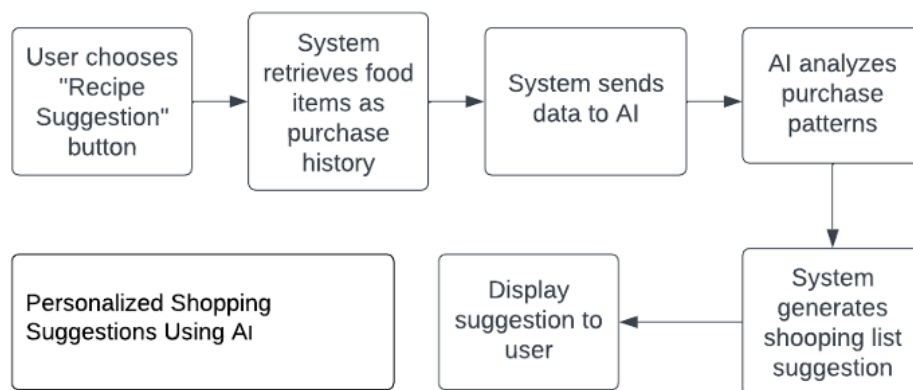 User chooses
"Recipe
Suggestion"
button
System
retrieves food
items as
purchase
history
System sends
data to AI
AI analyzes
purchase
patterns
System
generates
shooping list
suggestion
Display
suggestion to
user
Personalized Shopping
Suggestions Using AI